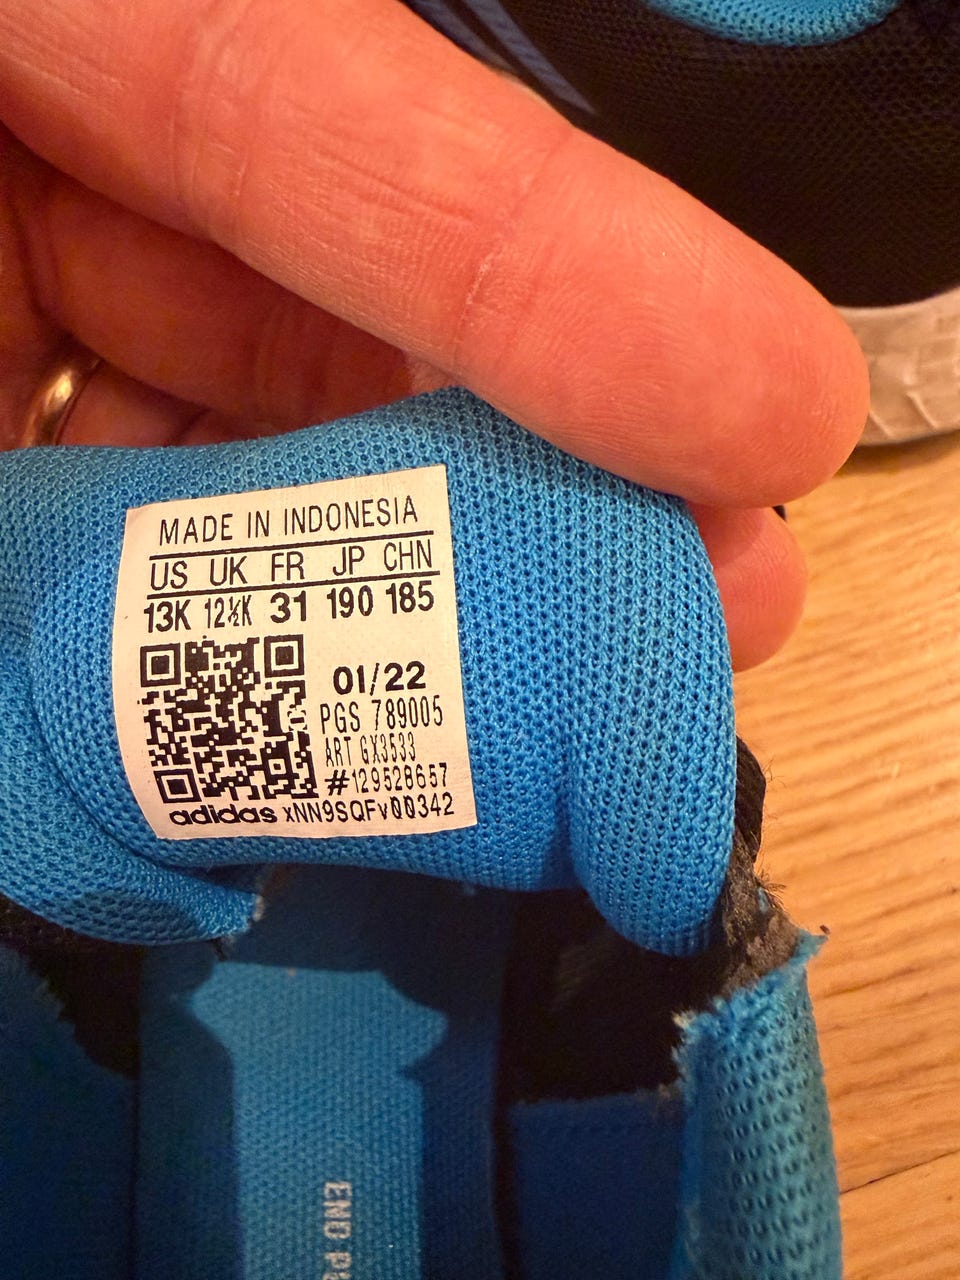 MADE IN INDONESIA
US UK FR JP CHN
13K 12½K 31 190 185
01/22
PGS 789005
ART GX3533
#129528657
adidas xNN9SQFv00342
END